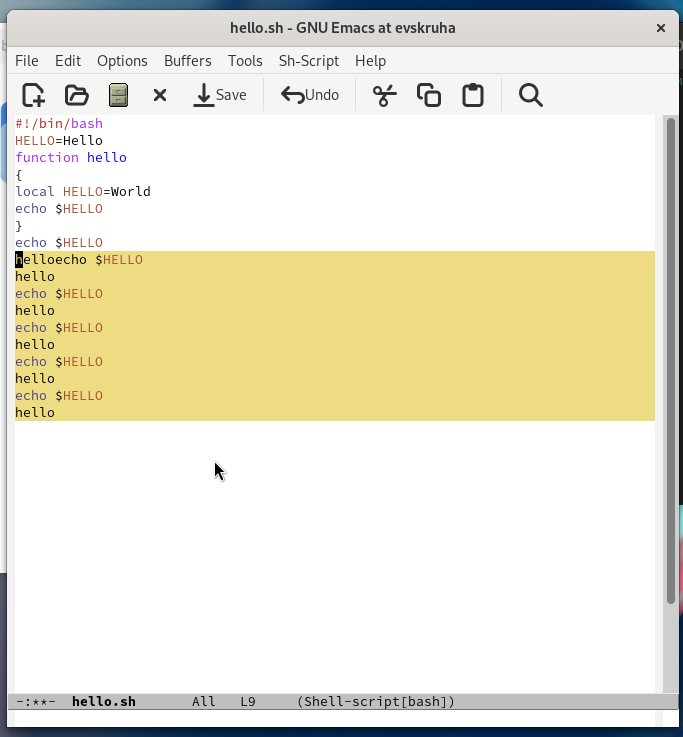 hello.sh - GNU Emacs at evskruha
File Edit Options Buffers Tools Sh-Script Help
Save Undo
#!/bin/bash
HELLO=Hello
function hello
{
local HELLO=World
echo $HELLO
}
echo $HELLO
helloecho $HELLO
hello
echo $HELLO
hello
echo $HELLO
hello
echo $HELLO
hello
echo $HELLO
hello
-:**- hello.sh All L9 (Shell-script[bash])